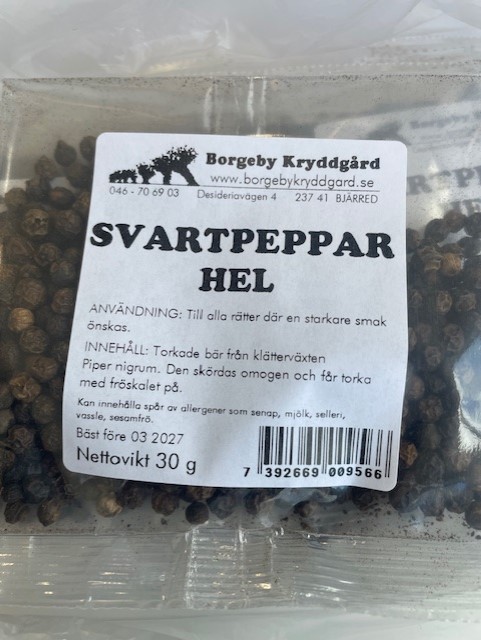 Borgeby Kryddgård
www.borgebykryddgard.se
046 - 70 69 03 Desideriavägen 4 237 41 BJÄRRED
SVARTPEPPAR
HEL
ANVÄNDNING: Till alla rätter där en starkare smak
önskas.
INNEHÅLL: Torkade bär från klätterväxten
Piper nigrum. Den skördas omogen och får torka
med fröskalet på.
Kan innehålla spår av allergener som senap, mjölk, selleri,
vassle, sesamfrö.
Bäst före 03 2027
Nettovikt 30 g
7 392669 009566
RTPEPPAR
HEL